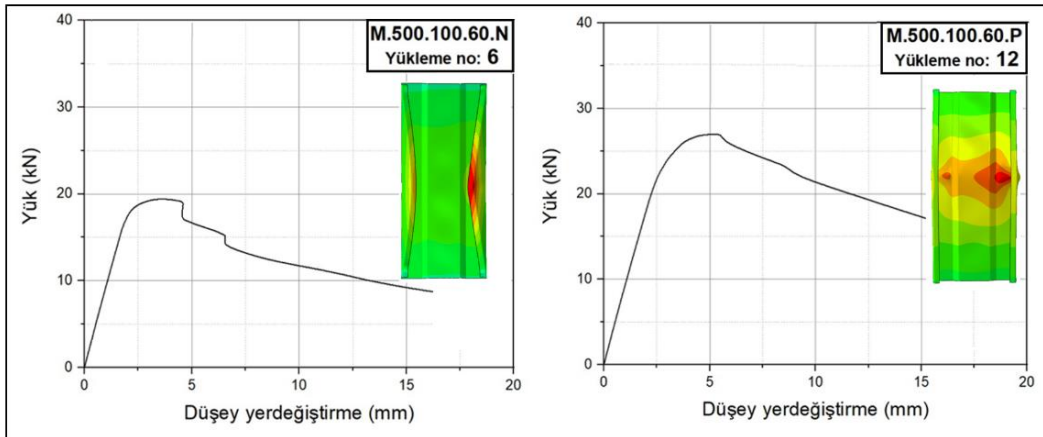 40
30
20
10
0
Yük (kN)
M.500.100.60.N
Yükleme no: 6
0 5 10 15 20
Düşey yerdeğiştirme (mm)
40
30
20
10
0
Yük (kN)
M.500.100.60.P
Yükleme no: 12
0 5 10 15 20
Düşey yerdeğiştirme (mm)